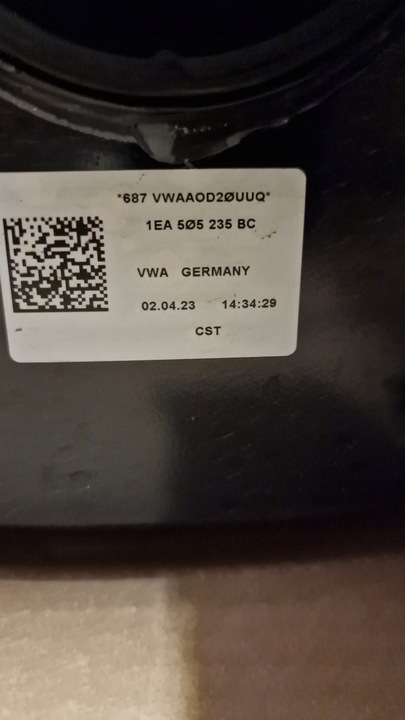 *687 VWAAOD2ØUUQ*
1EA 5Ø5 235 BC
VWA GERMANY
02.04.23 14:34:29
CST